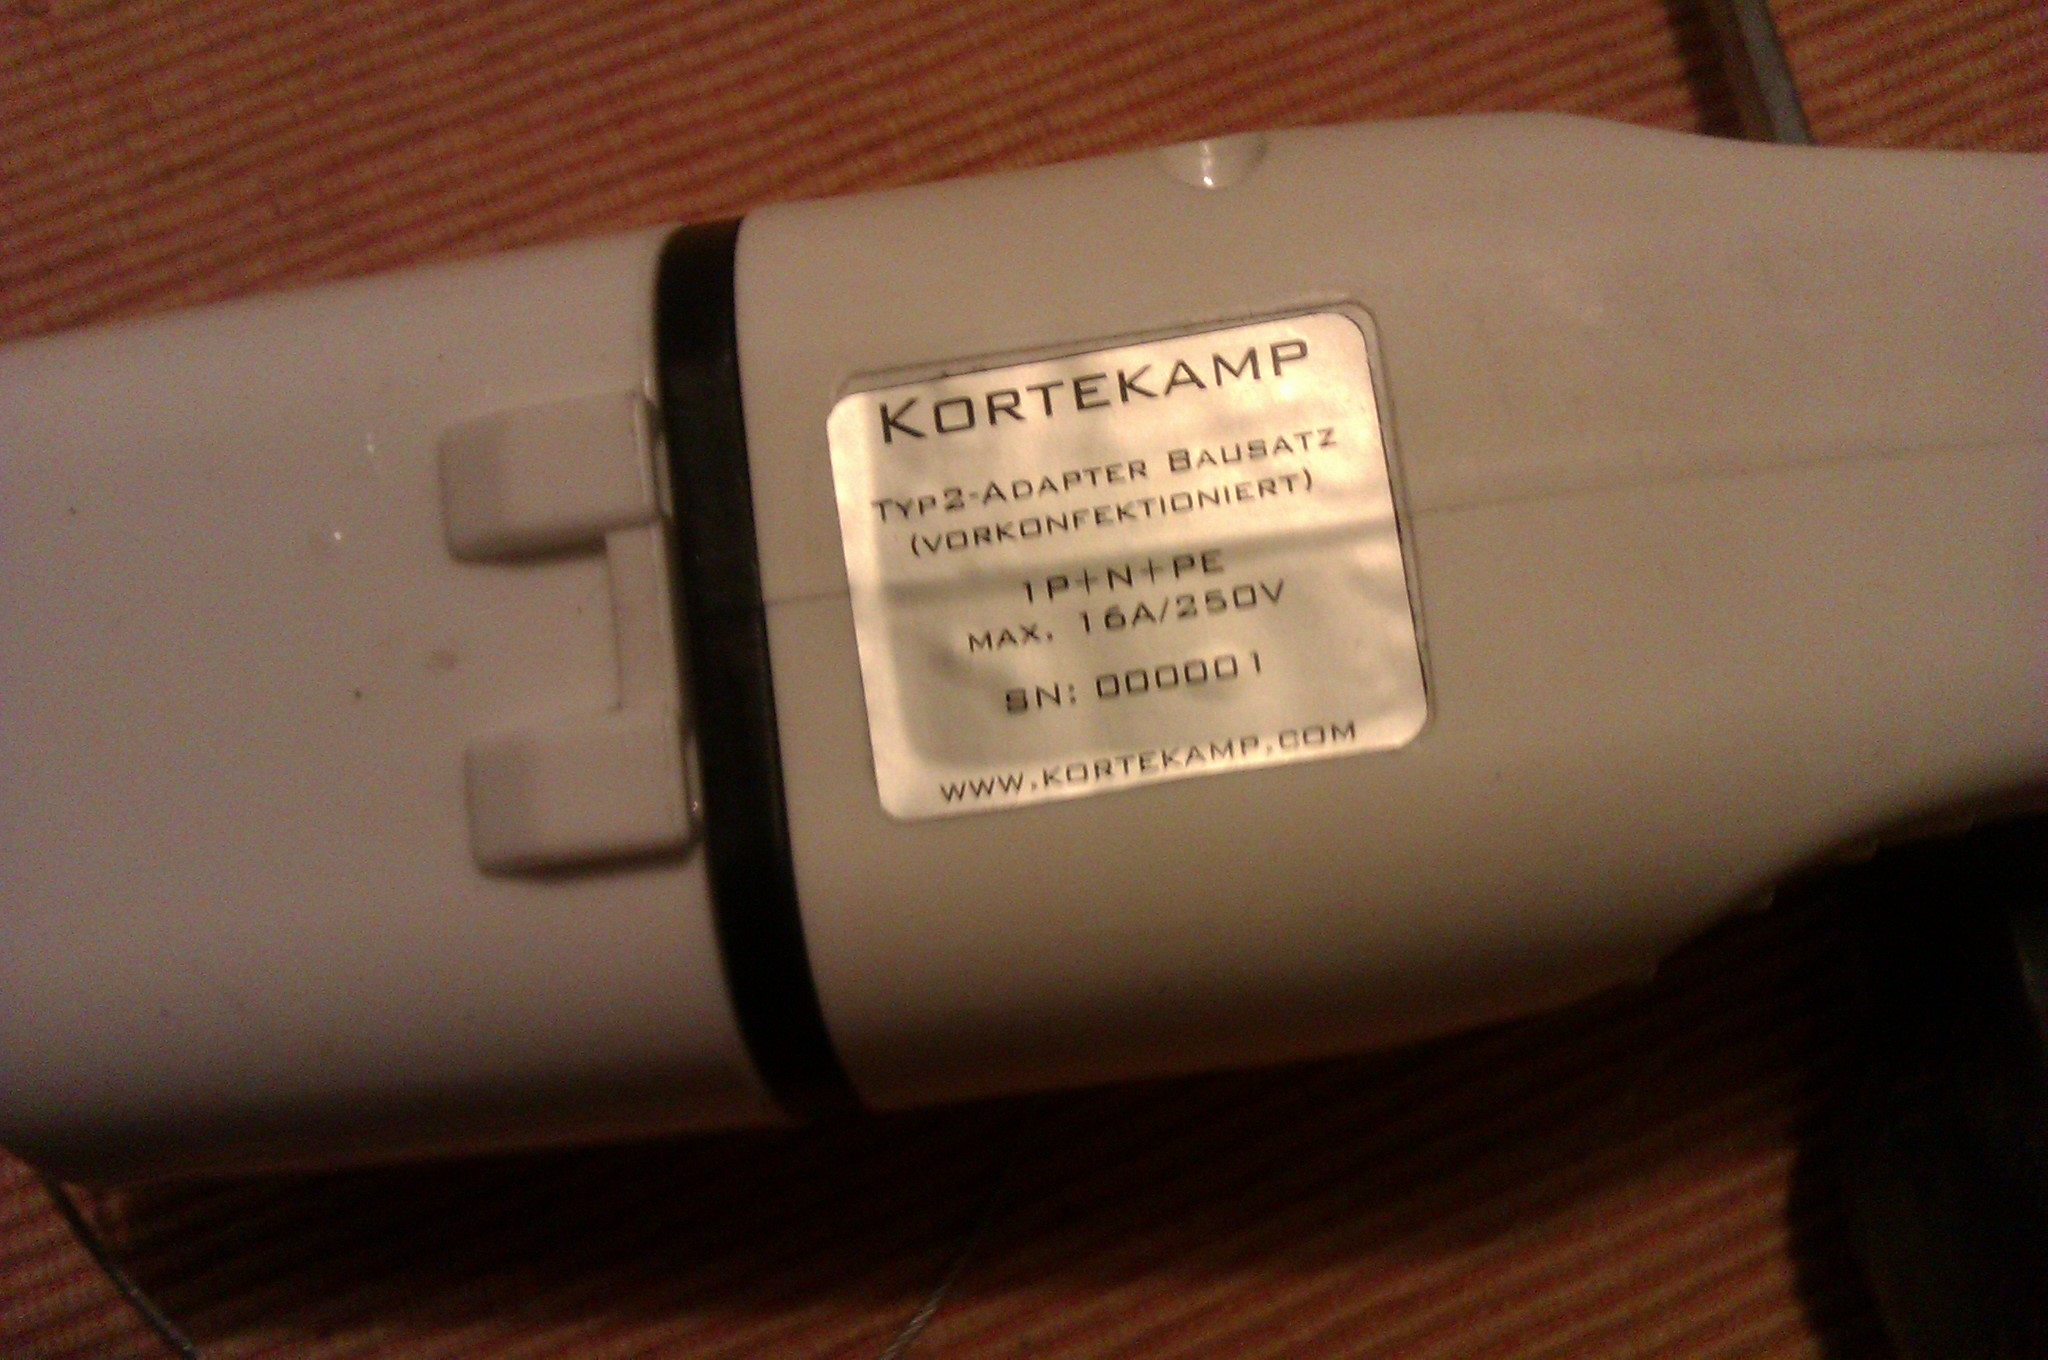 KORTEKAMP
TYP2-ADAPTER BAUSATZ
(VORKONFEKTIONIERT)
1P+N+PE
MAX. 16A/250V
SN: 000001
WWW.KORTEKAMP.COM